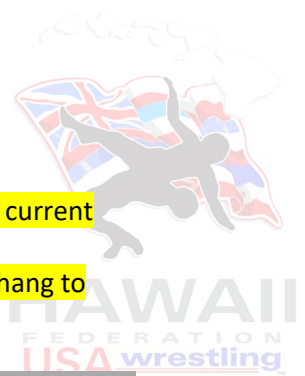 current
hang to
HAWAII
FEDERATION
USA wrestling